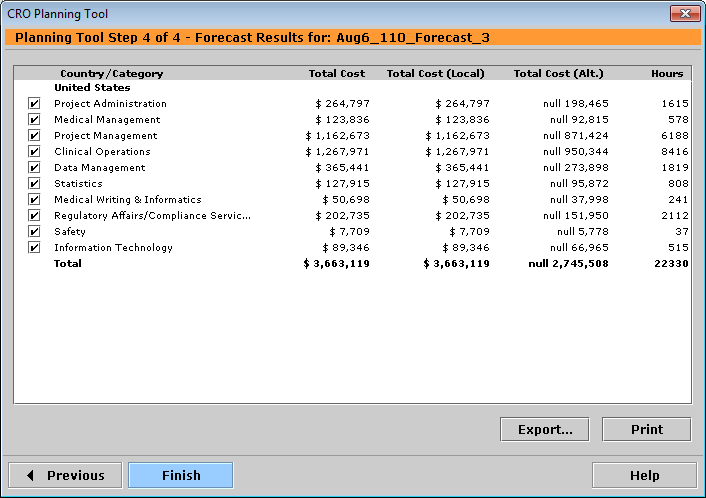 CRO Planning Tool
Planning Tool Step 4 of 4 - Forecast Results for: Aug6_110_Forecast_3
Country/Category Total Cost Total Cost (Local) Total Cost (Alt.) Hours
United States
Project Administration $ 264,797 $ 264,797 null 198,465 1615
Medical Management $ 123,836 $ 123,836 null 92,815 578
Project Management $ 1,162,673 $ 1,162,673 null 871,424 6188
Clinical Operations $ 1,267,971 $ 1,267,971 null 950,344 8416
Data Management $ 365,441 $ 365,441 null 273,898 1819
Statistics $ 127,915 $ 127,915 null 95,872 808
Medical Writing & Informatics $ 50,698 $ 50,698 null 37,998 241
Regulatory Affairs/Compliance Servic... $ 202,735 $ 202,735 null 151,950 2112
Safety $ 7,709 $ 7,709 null 5,778 37
Information Technology $ 89,346 $ 89,346 null 66,965 515
Total $ 3,663,119 $ 3,663,119 null 2,745,508 22330
Export... Print
Previous Finish Help